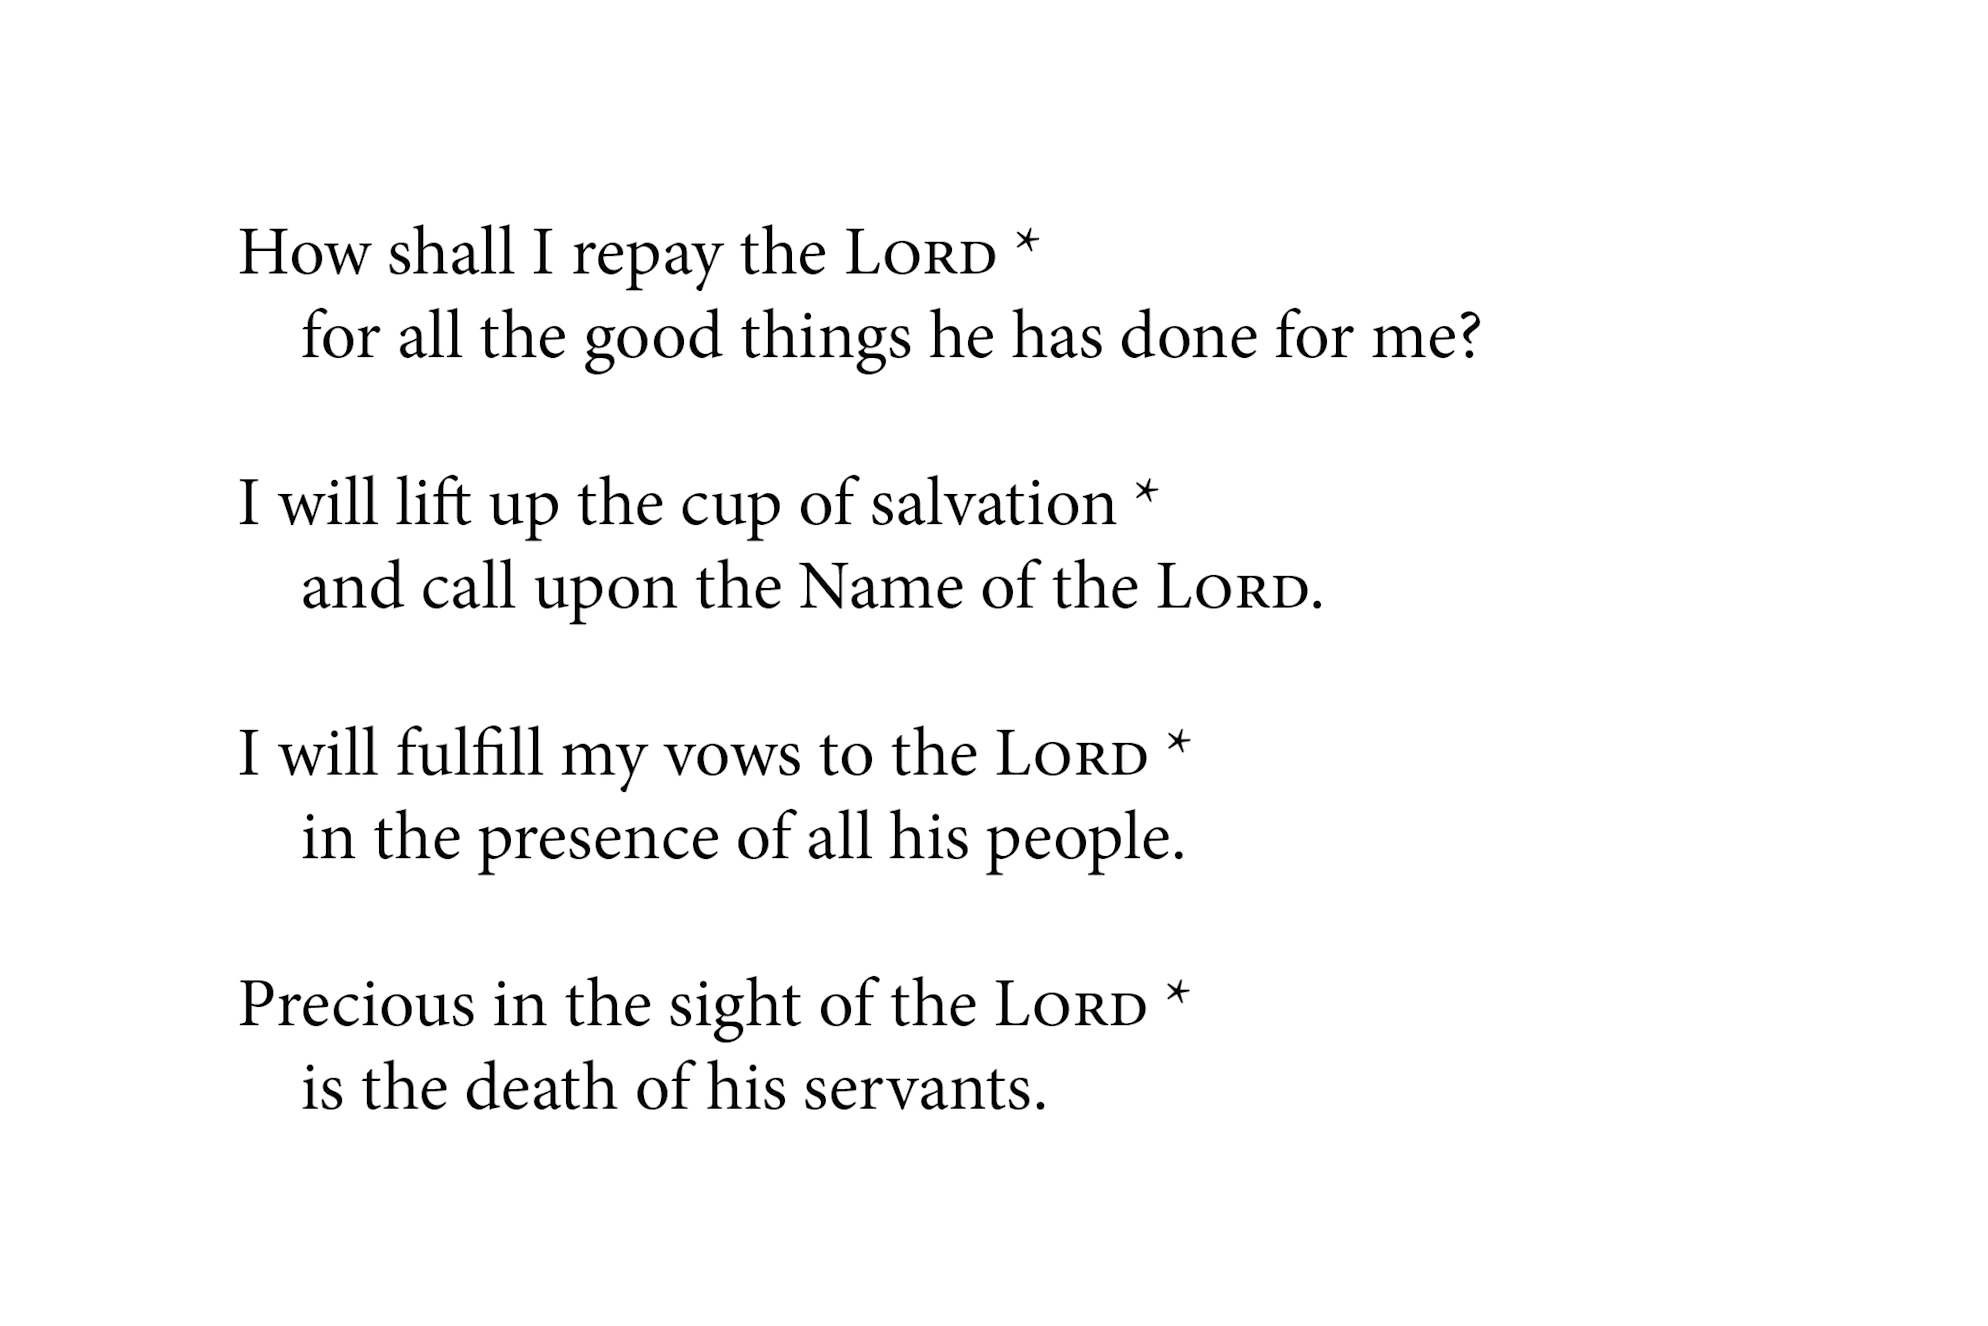 How shall I repay the LORD *
for all the good things he has done for me?
I will lift up the cup of salvation *
and call upon the Name of the LORD.
I will fulfill my vows to the LORD *
in the presence of all his people.
Precious in the sight of the LORD *
is the death of his servants.